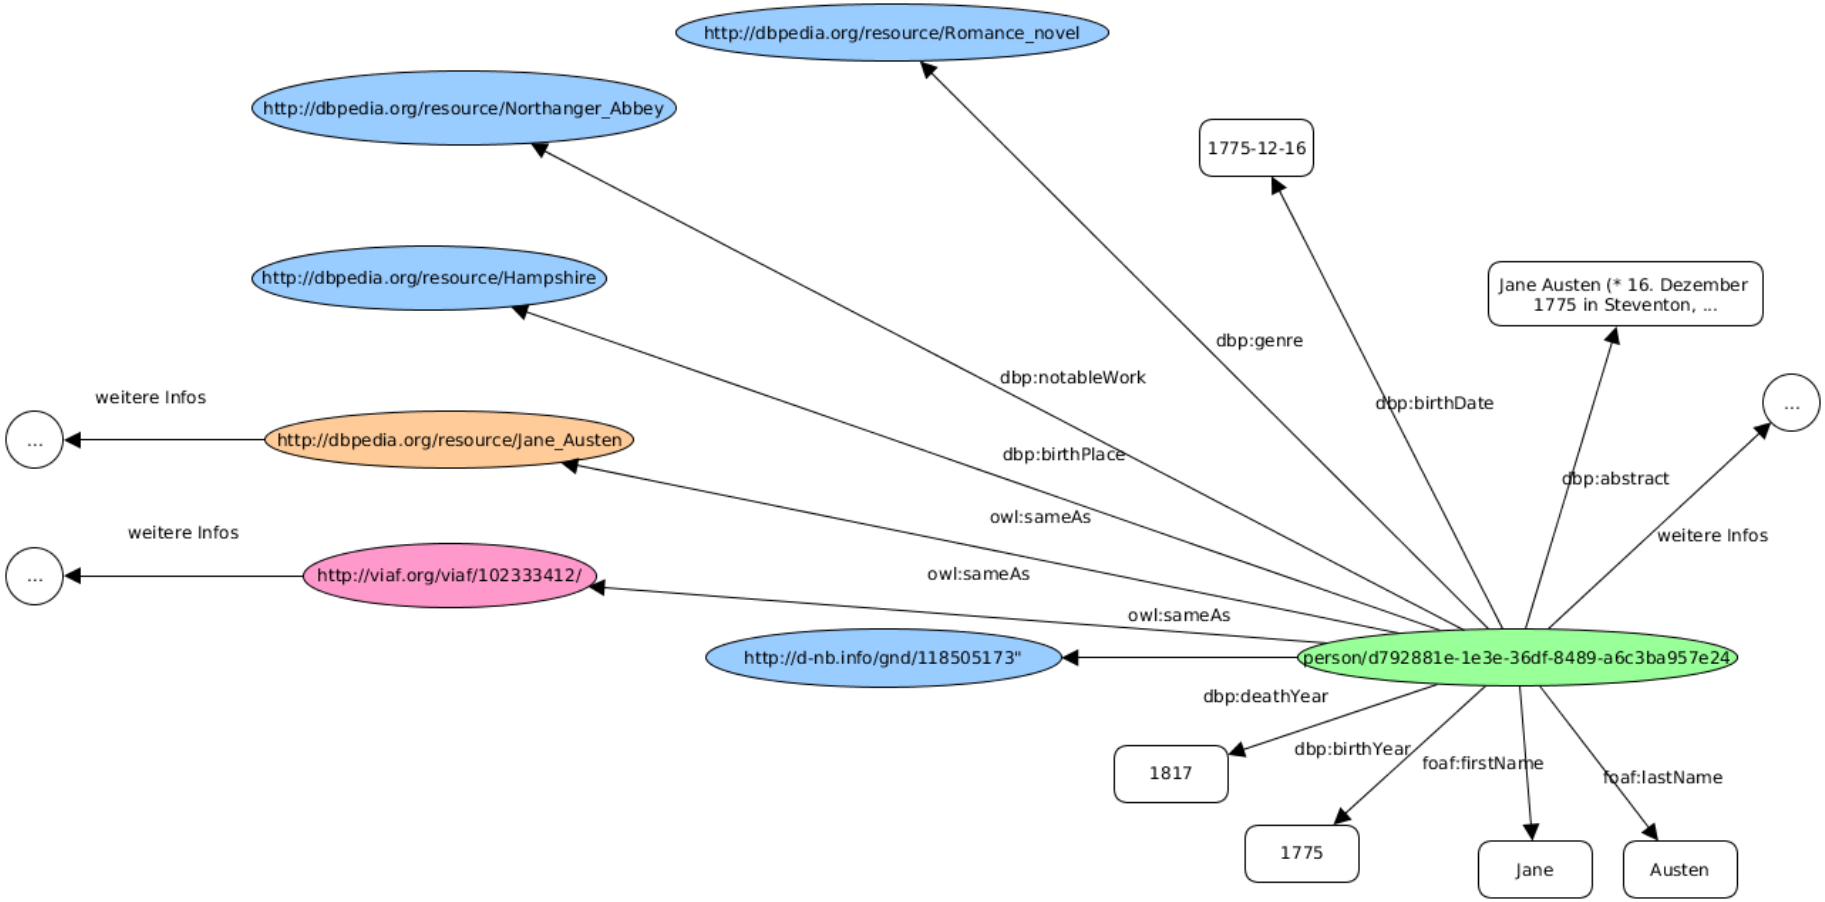 http://dbpedia.org/resource/Romance_novel
http://dbpedia.org/resource/Northanger_Abbey
1775-12-16
http://dbpedia.org/resource/Hampshire
Jane Austen (* 16. Dezember
1775 in Steventon, ...
dbp:genre
dbp:notableWork
dbp:birthDate
...
weitere Infos
...
http://dbpedia.org/resource/Jane_Austen
dbp:birthPlace
dbp:abstract
owl:sameAs
weitere Infos
weitere Infos
...
http://viaf.org/viaf/102333412/
owl:sameAs
owl:sameAs
http://d-nb.info/gnd/118505173"
person/d792881e-1e3e-36df-8489-a6c3ba957e24
dbp:deathYear
dbp:birthYear
foaf:firstName
foaf:lastName
1817
1775
Jane
Austen